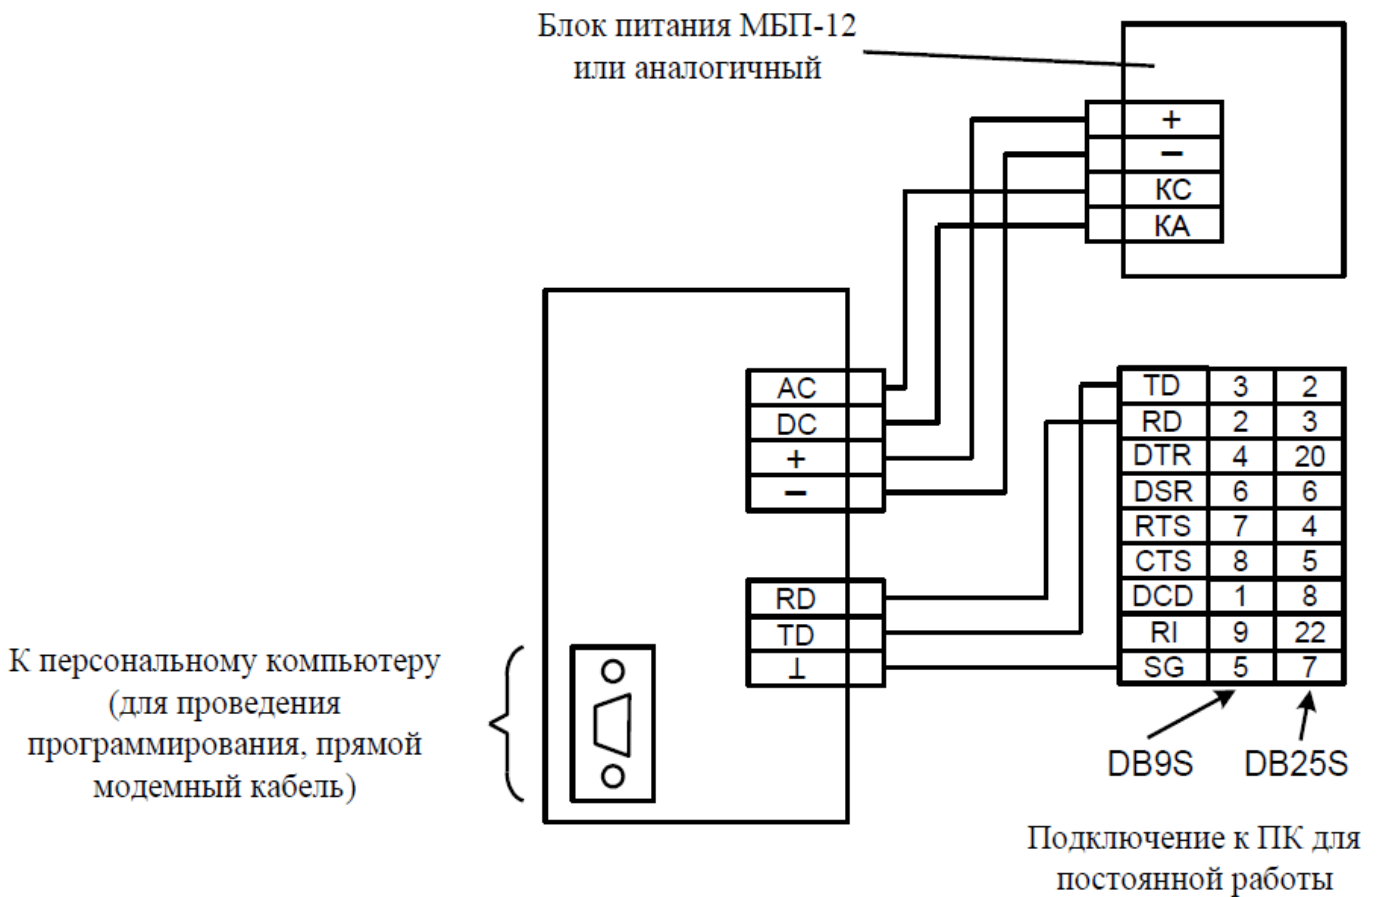 Блок питания МБП-12
или аналогичный
+
–
КС
КА
AC
DC
+
–
RD
TD
⊥
TD 3 2
RD 2 3
DTR 4 20
DSR 6 6
RTS 7 4
CTS 8 5
DCD 1 8
RI 9 22
SG 5 7
DB9S DB25S
К персональному компьютеру
(для проведения
программирования, прямой
модемный кабель)
Подключение к ПК для
постоянной работы